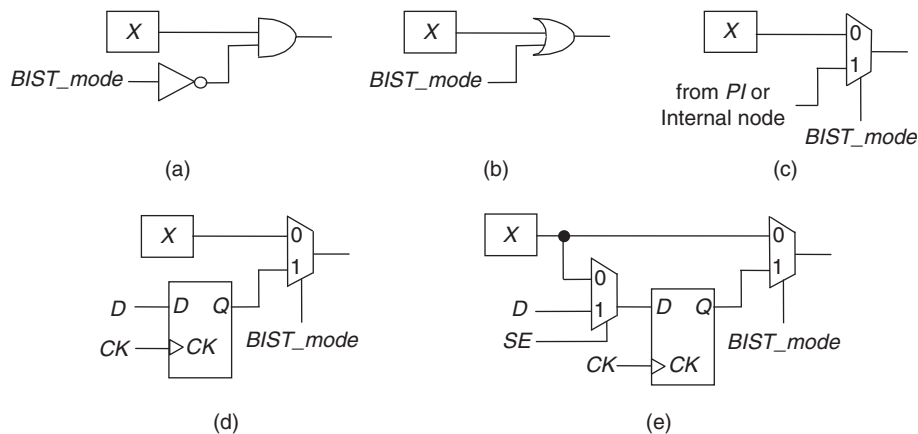 X
BIST_mode
(a)
X
BIST_mode
(b)
X
0
1
from PI or
Internal node
BIST_mode
(c)
X
0
1
D
D
Q
CK
CK
BIST_mode
(d)
X
0
1
0
1
D
SE
D
Q
CK
CK
BIST_mode
(e)